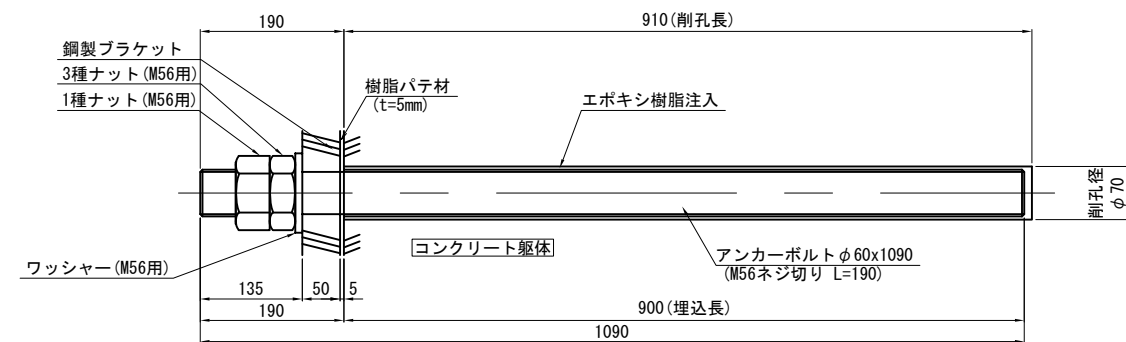 190
910(削孔長)
鋼製ブラケット
3種ナット(M56用)
1種ナット(M56用)
樹脂パテ材
(t=5mm)
エポキシ樹脂注入
削孔径
φ70
コンクリート躯体
アンカーボルトφ60x1090
(M56ネジ切り L=190)
ワッシャー(M56用)
135
50
5
190
900(埋込長)
1090